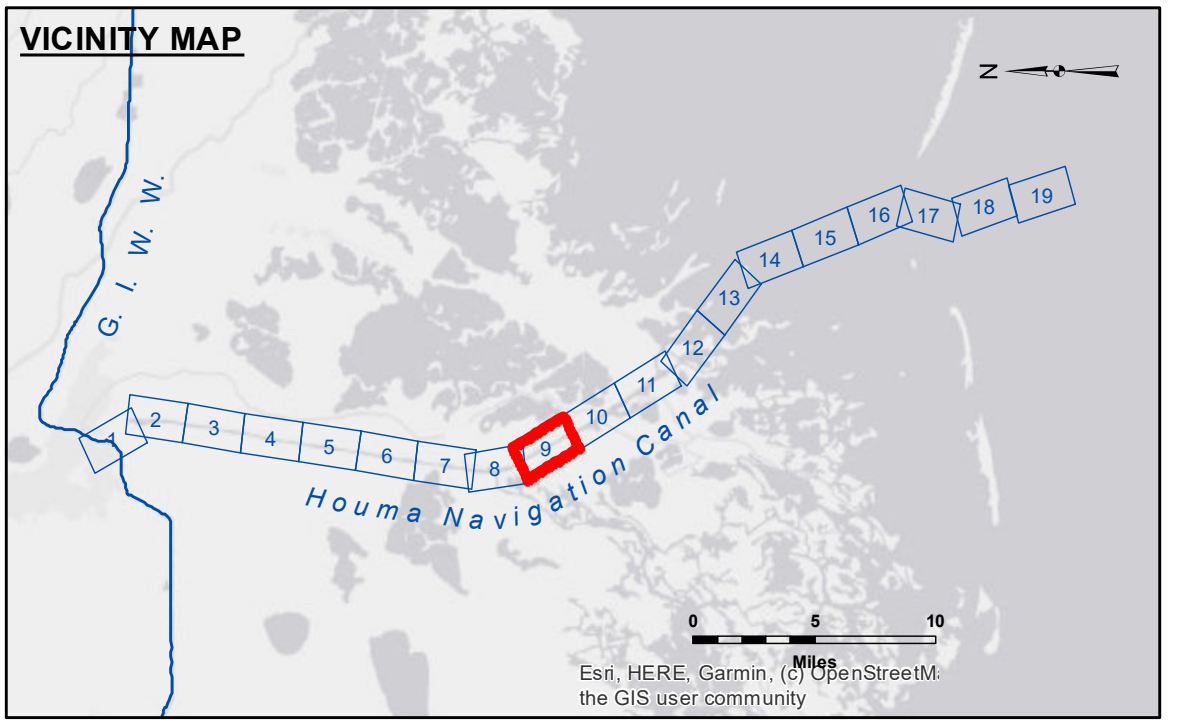 VICINITY MAP
N
G. I. W. W.
1
2
3
4
5
6
7
8
9
10
11
12
13
14
15
16
17
18
19
Houma Navigation Canal
0 5 10
Miles
Esri, HERE, Garmin, (c) OpenStreetM
the GIS user community